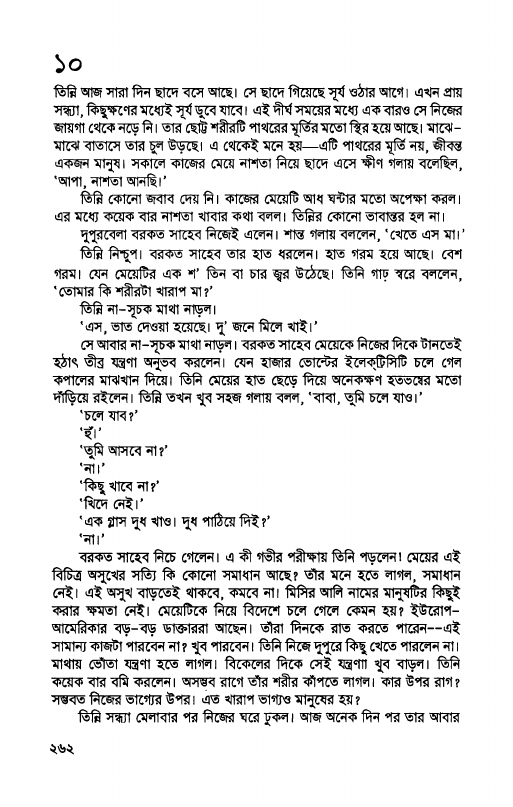 ১০
তিন্নি আজ সারা দিন ছাদে বসে আছে। সে ছাদে গিয়েছে সূর্য ওঠার আগে। এখন প্রায়
সন্ধ্যা, কিছুক্ষণের মধ্যেই সূর্য ডুবে যাবে। এই দীর্ঘ সময়ের মধ্যে এক বারও সে নিজের
জায়গা থেকে নড়ে নি। তার ছোট্ট শরীরটি পাথরের মূর্তির মতো স্থির হয়ে আছে। মাঝে-
মাঝে বাতাসে তার চুল উড়ছে। এ থেকেই মনে হয়—এটি পাথরের মূর্তি নয়, জীবন্ত
একজন মানুষ। সকালে কাজের মেয়ে নাশতা নিয়ে ছাদে এসে ক্ষীণ গলায় বলেছিল,
‘আপা, নাশতা আনছি।’
তিন্নি কোনো জবাব দেয় নি। কাজের মেয়েটি আধ ঘন্টার মতো অপেক্ষা করল।
এর মধ্যে কয়েক বার নাশতা খাবার কথা বলল। তিন্নির কোনো ভাবান্তর হল না।
দুপুরবেলা বরকত সাহেব নিজেই এলেন। শান্ত গলায় বললেন, ‘খেতে এস মা।’
তিন্নি নিশ্চুপ। বরকত সাহেব তার হাত ধরলেন। হাত গরম হয়ে আছে। বেশ
গরম। যেন মেয়েটির এক শ’ তিন বা চার জ্বর উঠেছে। তিনি গাঢ় স্বরে বললেন,
‘তোমার কি শরীরটা খারাপ মা?’
তিন্নি না-সূচক মাথা নাড়ল।
‘এস, ভাত দেওয়া হয়েছে। দু’ জনে মিলে খাই।’
সে আবার না-সূচক মাথা নাড়ল। বরকত সাহেব মেয়েকে নিজের দিকে টানতেই
হঠাৎ তীব্র যন্ত্রণা অনুভব করলেন। যেন হাজার ভোল্টের ইলেকট্রিসিটি চলে গেল
কপালের মাঝখান দিয়ে। তিনি মেয়ের হাত ছেড়ে দিয়ে অনেকক্ষণ হতভম্বের মতো
দাঁড়িয়ে রইলেন। তিন্নি তখন খুব সহজ গলায় বলল, ‘বাবা, তুমি চলে যাও।’
‘চলে যাব?’
‘হুঁ।’
‘তুমি আসবে না?’
‘না।’
‘কিছু খাবে না?’
‘খিদে নেই।’
‘এক গ্লাস দুধ খাও। দুধ পাঠিয়ে দিই?’
‘না।’
বরকত সাহেব নিচে গেলেন। এ কী গভীর পরীক্ষায় তিনি পড়লেন! মেয়ের এই
বিচিত্র অসুখের সত্যি কি কোনো সমাধান আছে? তাঁর মনে হতে লাগল, সমাধান
নেই। এই অসুখ বাড়তেই থাকবে, কমবে না। মিসির আলি নামের মানুষটির কিছুই
করার ক্ষমতা নেই। মেয়েটিকে নিয়ে বিদেশে চলে গেলে কেমন হয়? ইউরোপ-
আমেরিকার বড়-বড় ডাক্তাররা আছেন। তাঁরা দিনকে রাত করতে পারেন--এই
সামান্য কাজটা পারবেন না? খুব পারবেন। তিনি নিজে দুপুরে কিছু খেতে পারলেন না।
মাথায় ভোঁতা যন্ত্রণা হতে লাগল। বিকেলের দিকে সেই যন্ত্রণাা খুব বাড়ল। তিনি
কয়েক বার বমি করলেন। অসম্ভব রাগে তাঁর শরীর কাঁপতে লাগল। কার উপর রাগ?
সম্ভবত নিজের ভাগ্যের উপর। এত খারাপ ভাগ্যও মানুষের হয়?
তিন্নি সন্ধ্যা মেলাবার পর নিজের ঘরে ঢুকল। আজ অনেক দিন পর তার আবার
২৬২